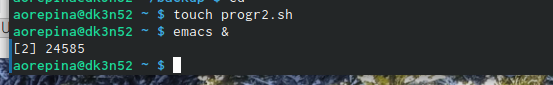 aorepina@dk3n52 ~ $ touch progr2.sh
aorepina@dk3n52 ~ $ emacs &
[2] 24585
aorepina@dk3n52 ~ $